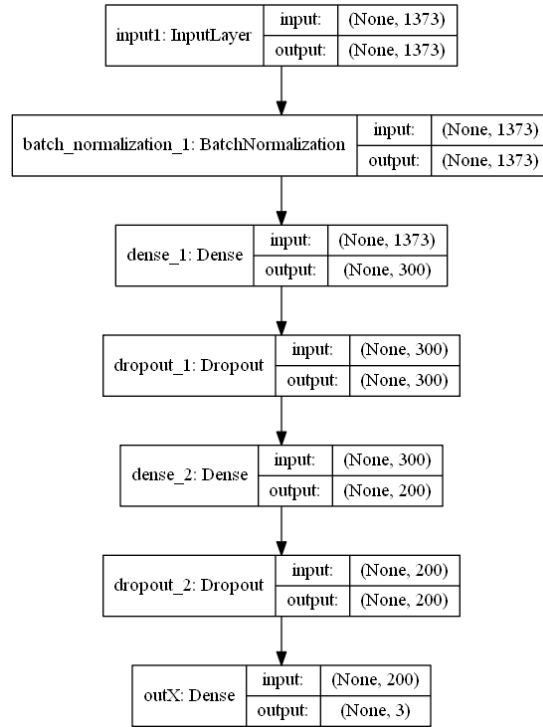 input1: InputLayer
input: (None, 1373)
output: (None, 1373)
batch_normalization_1: BatchNormalization
input: (None, 1373)
output: (None, 1373)
dense_1: Dense
input: (None, 1373)
output: (None, 300)
dropout_1: Dropout
input: (None, 300)
output: (None, 300)
dense_2: Dense
input: (None, 300)
output: (None, 200)
dropout_2: Dropout
input: (None, 200)
output: (None, 200)
outX: Dense
input: (None, 200)
output: (None, 3)